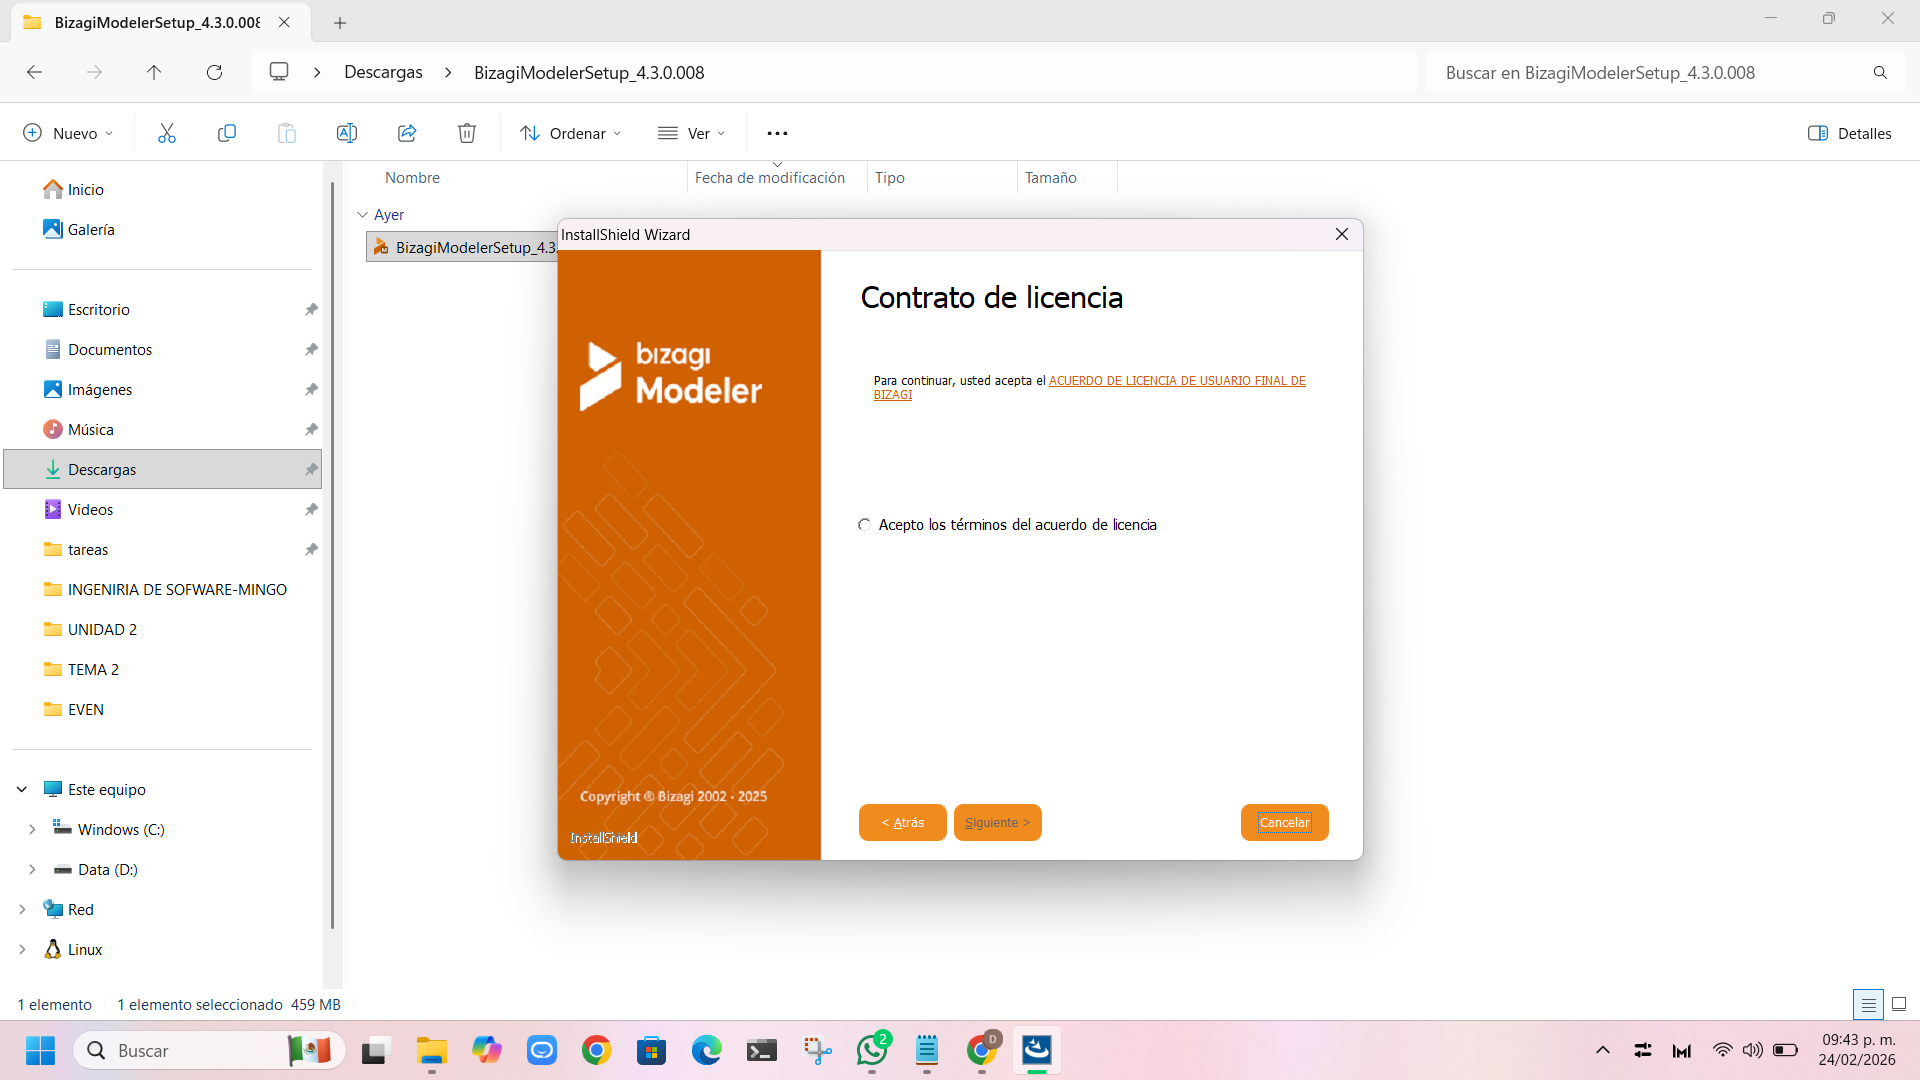 BizagiModelerSetup_4.3.0.008
Descargas
BizagiModelerSetup_4.3.0.008
Buscar en BizagiModelerSetup_4.3.0.008
Nuevo
Ordenar
Ver
Detalles
Nombre
Fecha de modificación
Tipo
Tamaño
Inicio
Galería
Escritorio
Documentos
Imágenes
Música
Descargas
Videos
tareas
INGENIRIA DE SOFWARE-MINGO
UNIDAD 2
TEMA 2
EVEN
Este equipo
Windows (C:)
Data (D:)
Red
Linux
Ayer
BizagiModelerSetup_4.3.
InstallShield Wizard
bizagi
Modeler
Copyright © Bizagi 2002 - 2025
InstallShield
Contrato de licencia
Para continuar, usted acepta el ACUERDO DE LICENCIA DE USUARIO FINAL DE
BIZAGI
Acepto los términos del acuerdo de licencia
< Atrás
Siguiente >
Cancelar
1 elemento
1 elemento seleccionado 459 MB
Buscar
2
D
09:43 p. m.
24/02/2026